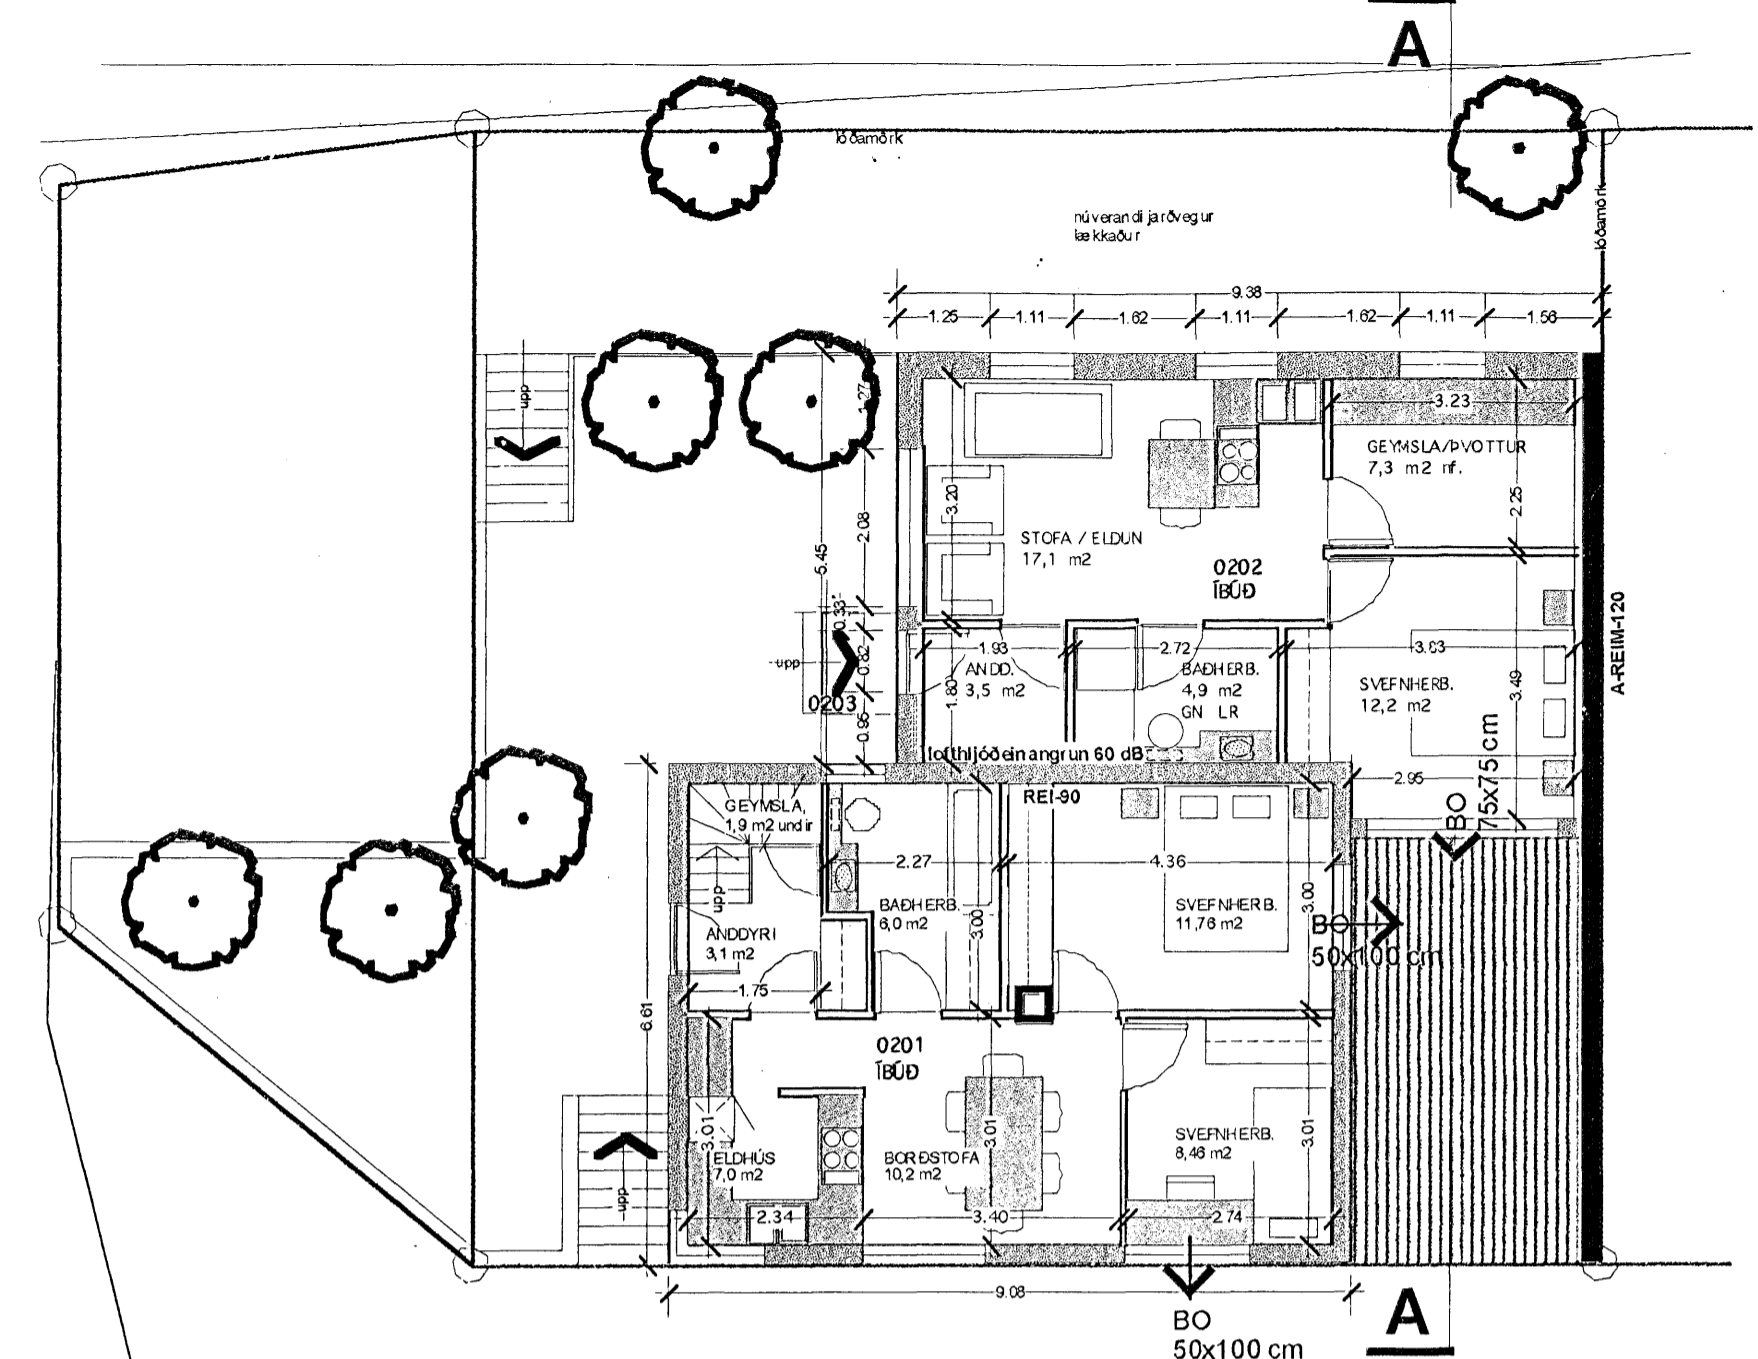 A
lóðamörk
núverandi jarðvegur
lækkaður
lóðamörk
9.38
1.25
1.11
1.62
1.11
1.62
1.11
1.56
upp
1.27
3.23
GEYMSLA/ÞVOTTUR
7,3 m2 nf.
3.20
2.25
2.08
5.45
STOFA / ELDUN
17,1 m2
0202
ÍBÚÐ
0.33
A-REIM-120
upp
0.82
1.93
2.72
3.83
ANDD.
3,5 m2
BAÐHERB.
4,9 m2
GN LR
SVEFNHERB.
12,2 m2
3.49
1.80
0203
0.95
lofthljóðeinangrun 60 dB
BO
75x75cm
2.95
REI-90
GEYMSLA,
1,9 m2 undir
2.27
4.36
upp
BAÐHERB.
6,0 m2
3.00
SVEFNHERB.
11,76 m2
3.00
BO
50x100 cm
ANDDYRI
3,1 m2
1.75
6.61
0201
ÍBÚÐ
3.01
ELDHÚS
7,0 m2
BORÐSTOFA
10,2 m2
3.01
SVEFNHERB.
8,46 m2
3.01
upp
2.34
3.40
2.74
9.08
BO
50x100 cm
A